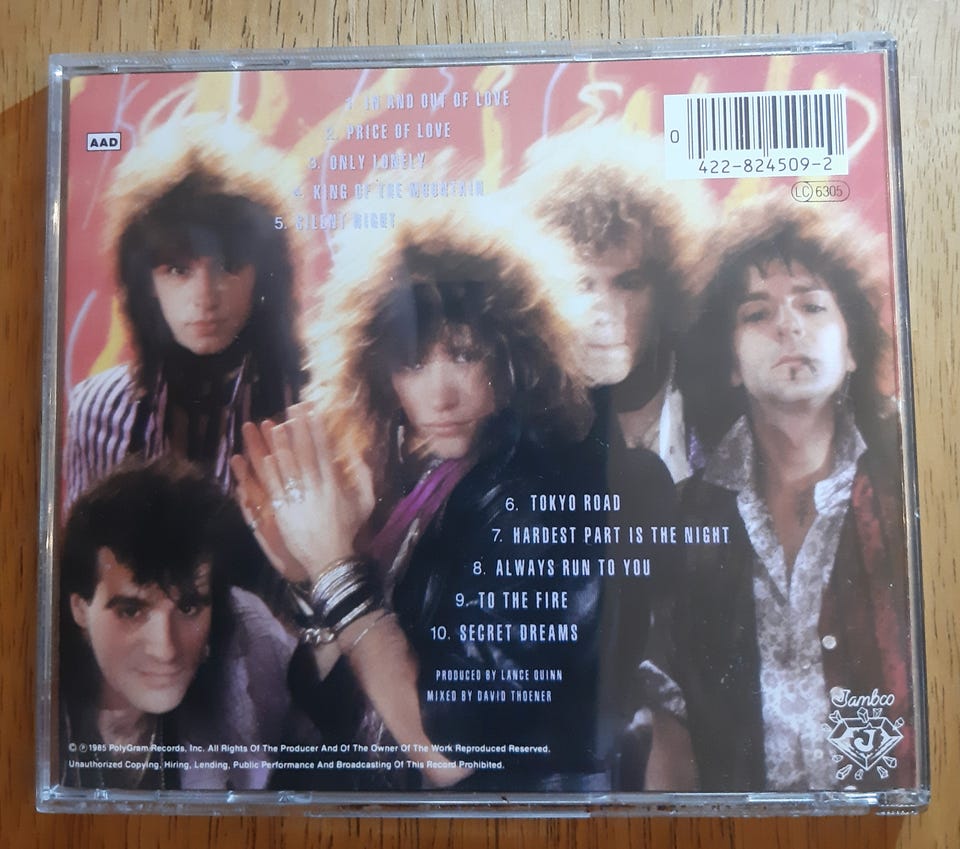 1. IN AND OUT OF LOVE
2. PRICE OF LOVE
3. ONLY LONELY
4. KING OF THE MOUNTAIN
5. SILENT NIGHT
AAD
0
422-824509-2
LC 6305
6. TOKYO ROAD
7. HARDEST PART IS THE NIGHT
8. ALWAYS RUN TO YOU
9. TO THE FIRE
10. SECRET DREAMS
PRODUCED BY LANCE QUINN
MIXED BY DAVID THOENER
Jambco
J
© ℗ 1985 PolyGram Records, Inc. All Rights Of The Producer And Of The Owner Of The Work Reproduced Reserved.
Unauthorized Copying, Hiring, Lending, Public Performance And Broadcasting Of This Record Prohibited.